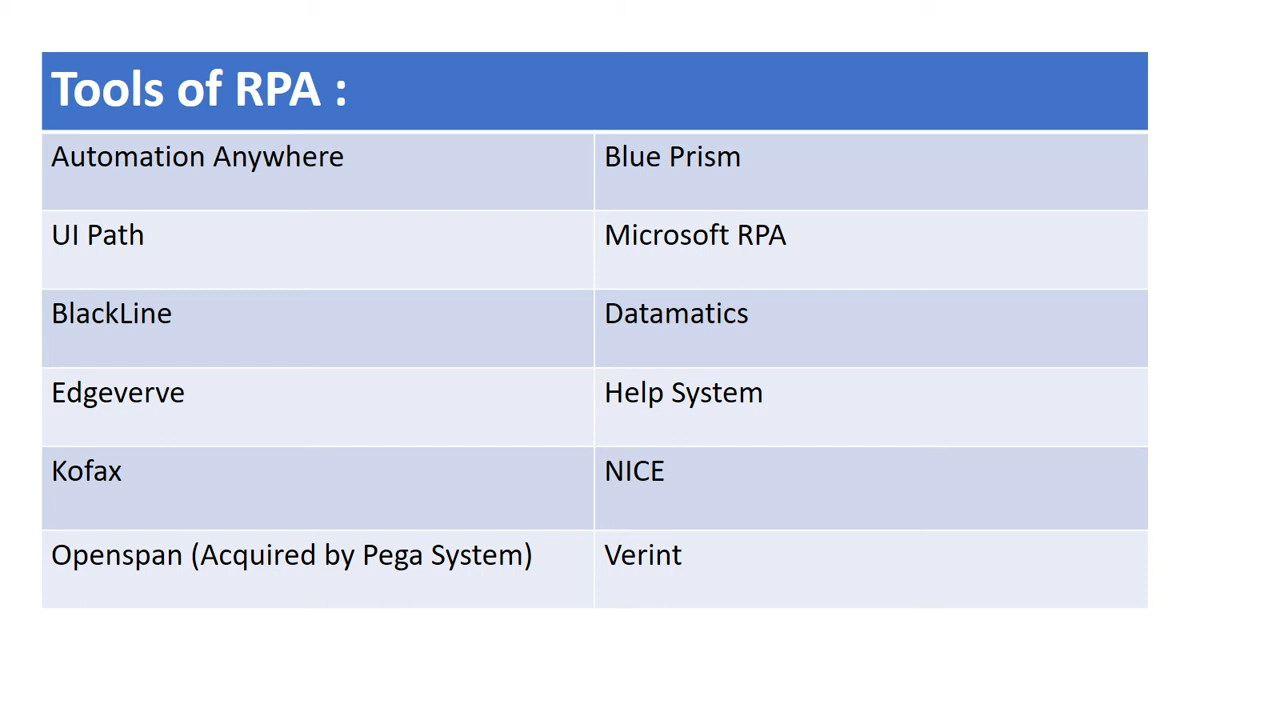 Tools of RPA :
Automation Anywhere
Blue Prism
UI Path
Microsoft RPA
BlackLine
Datamatics
Edgeverve
Help System
Kofax
NICE
Openspan (Acquired by Pega System)
Verint